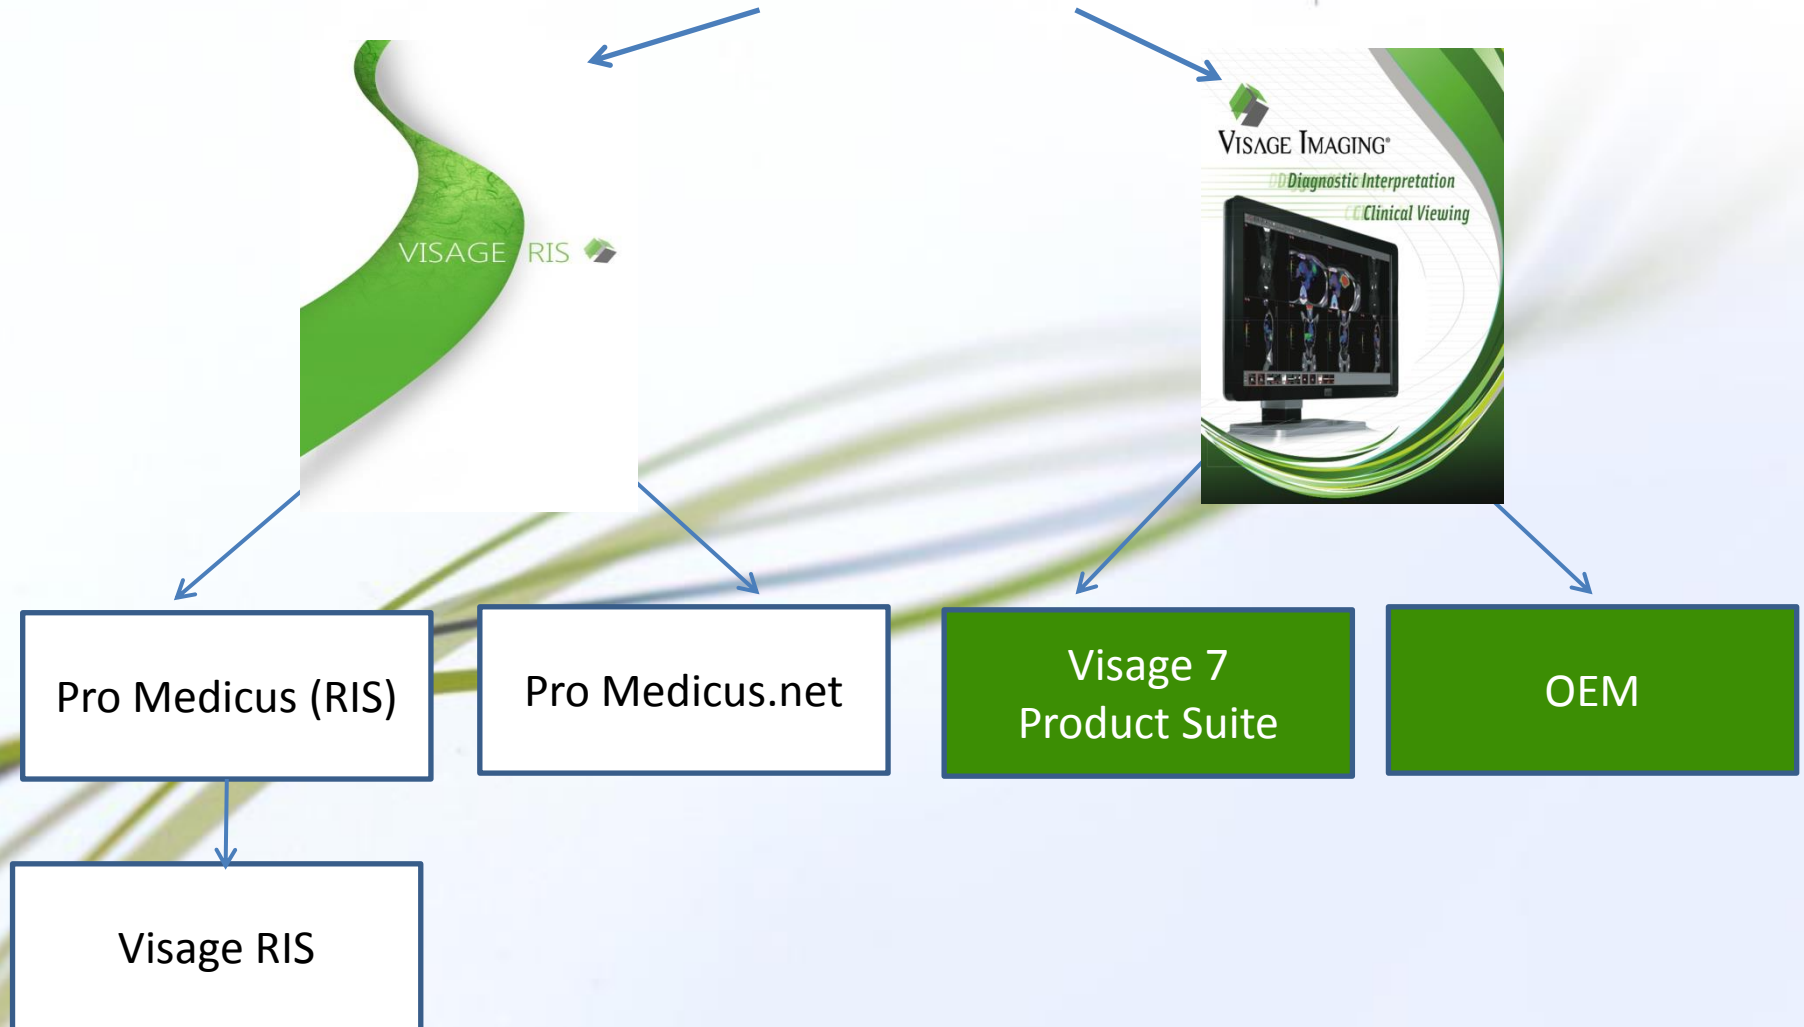 VISAGE RIS
VISAGE IMAGING®
Diagnostic Interpretation
Clinical Viewing
Pro Medicus (RIS)
Pro Medicus.net
Visage 7
Product Suite
OEM
Visage RIS